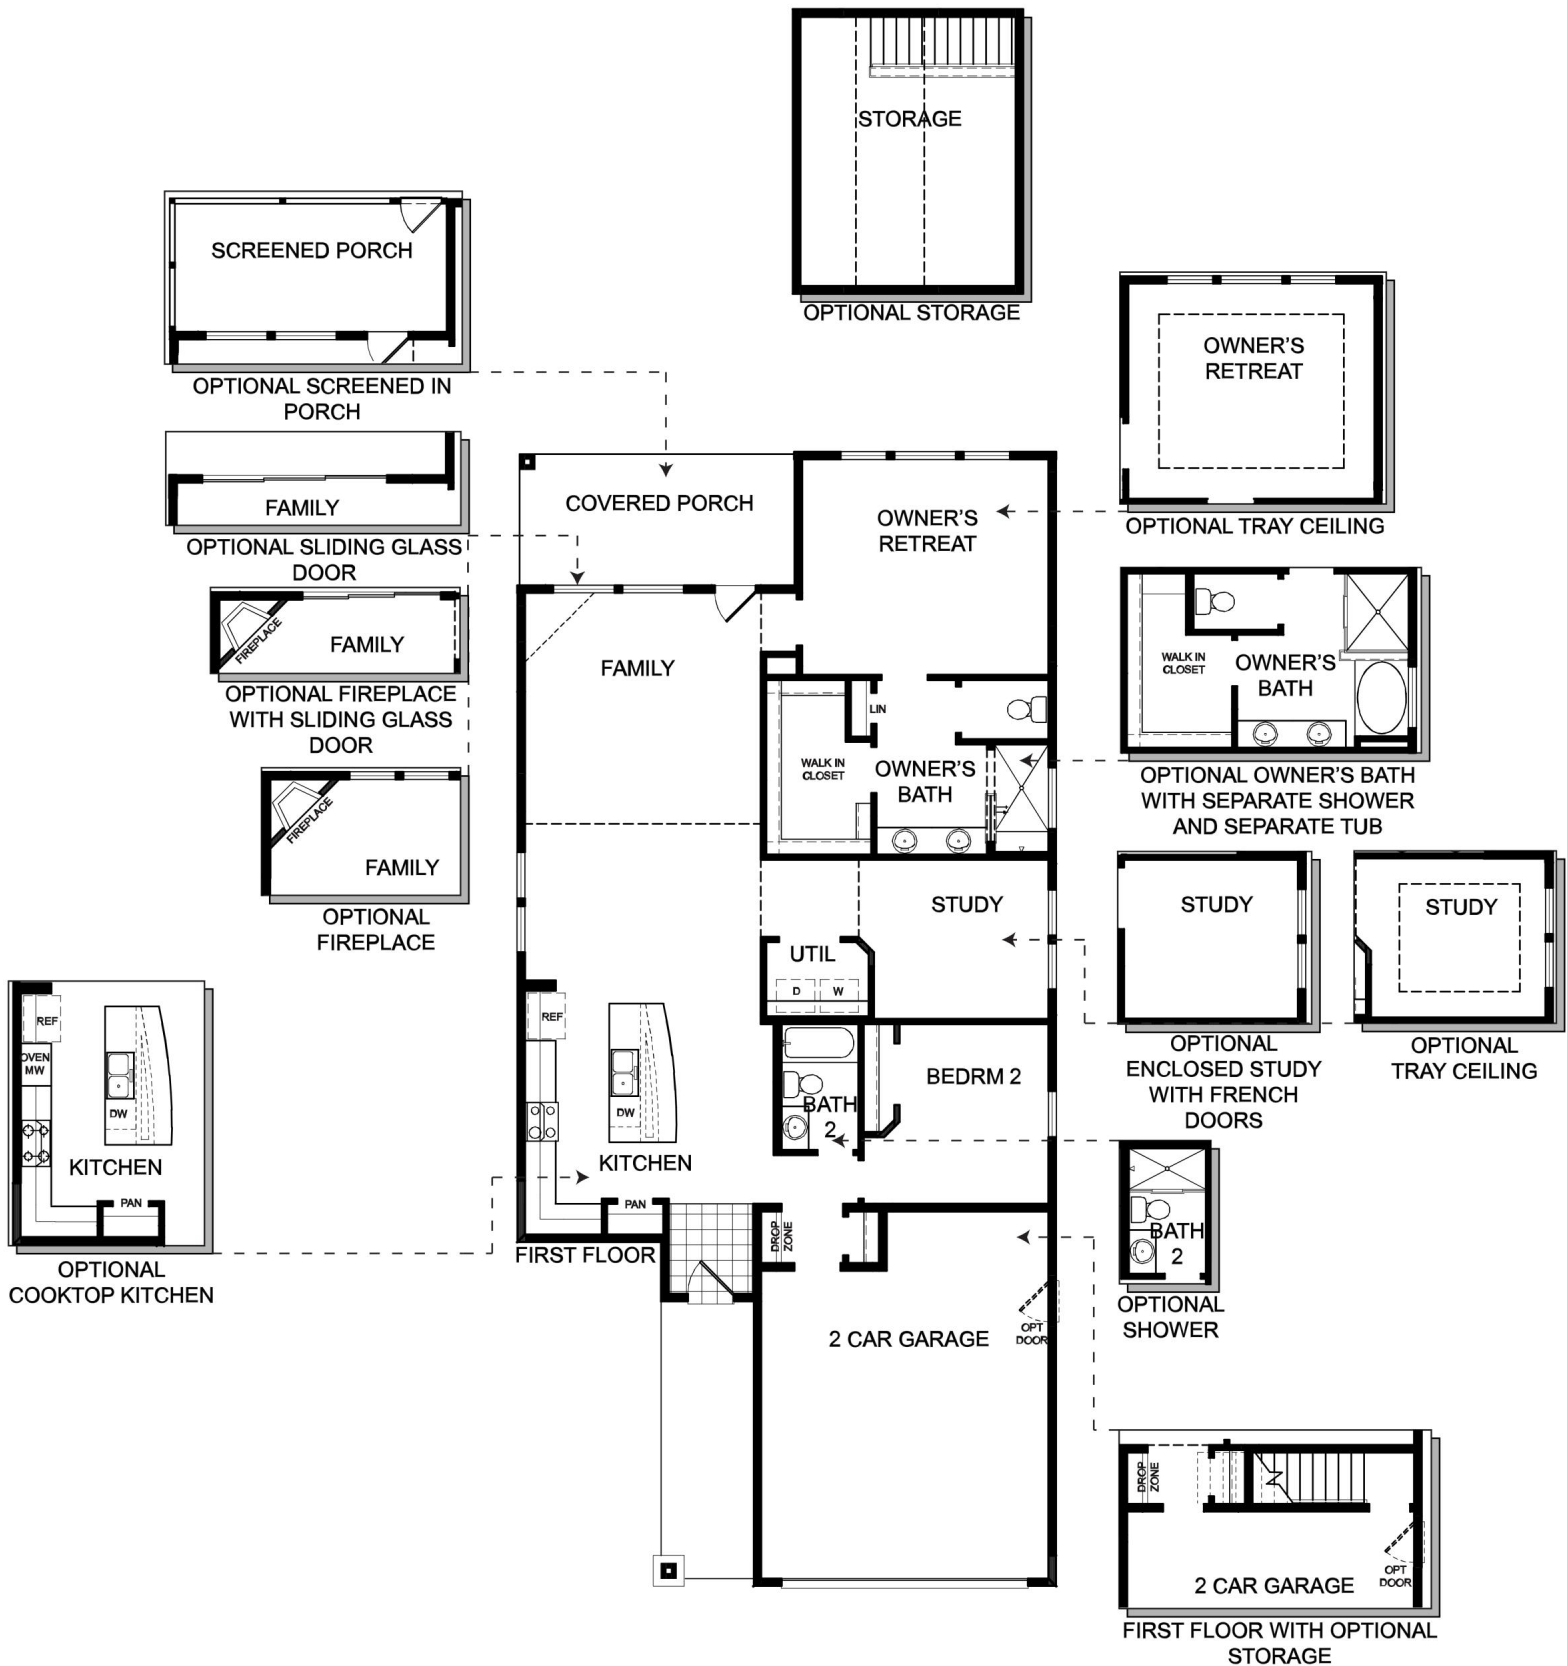 STORAGE
OPTIONAL STORAGE
SCREENED PORCH
OPTIONAL SCREENED IN
PORCH
FAMILY
OPTIONAL SLIDING GLASS
DOOR
FIREPLACE
FAMILY
OPTIONAL FIREPLACE
WITH SLIDING GLASS
DOOR
FIREPLACE
FAMILY
OPTIONAL
FIREPLACE
REF
OVEN
MW
DW
KITCHEN
PAN
OPTIONAL
COOKTOP KITCHEN
COVERED PORCH
OWNER'S
RETREAT
FAMILY
LIN
WALK IN
CLOSET
OWNER'S
BATH
STUDY
UTIL
D
W
REF
DW
KITCHEN
PAN
BEDRM 2
BATH
2
DROP
ZONE
FIRST FLOOR
2 CAR GARAGE
OPT
DOOR
OWNER'S
RETREAT
OPTIONAL TRAY CEILING
WALK IN
CLOSET
OWNER'S
BATH
OPTIONAL OWNER'S BATH
WITH SEPARATE SHOWER
AND SEPARATE TUB
STUDY
OPTIONAL
ENCLOSED STUDY
WITH FRENCH
DOORS
STUDY
OPTIONAL
TRAY CEILING
BATH
2
OPTIONAL
SHOWER
DROP
ZONE
OPT
DOOR
2 CAR GARAGE
FIRST FLOOR WITH OPTIONAL
STORAGE